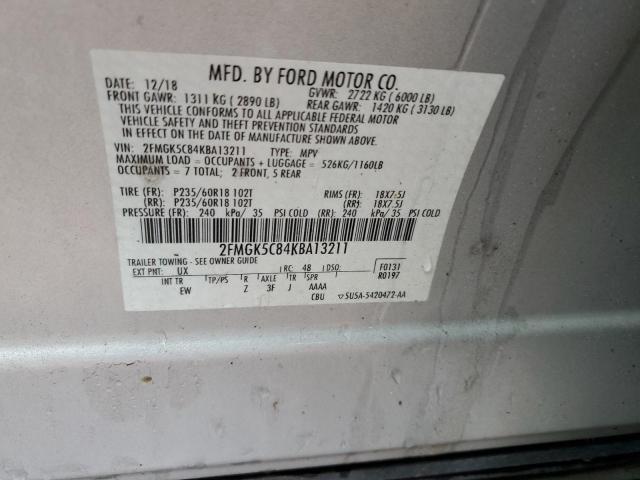 MFD. BY FORD MOTOR CO.
DATE: 12/18 GVWR: 2722 KG ( 6000 LB)
FRONT GAWR: 1311 KG ( 2890 LB) REAR GAWR: 1420 KG ( 3130 LB)
THIS VEHICLE CONFORMS TO ALL APPLICABLE FEDERAL MOTOR
VEHICLE SAFETY AND THEFT PREVENTION STANDARDS
IN EFFECT ON THE DATE OF MANUFACTURE SHOWN ABOVE.
VIN: 2FMGK5C84KBA13211 TYPE: MPV
MAXIMUM LOAD = OCCUPANTS + LUGGAGE = 526KG/1160LB
OCCUPANTS = 7 TOTAL; 2 FRONT, 5 REAR
TIRE (FR): P235/60R18 102T RIMS (FR): 18X7.5J
(RR): P235/60R18 102T (RR): 18X7.5J
PRESSURE (FR): 240 kPa/ 35 PSI COLD (RR): 240 kPa/ 35 PSI COLD
2FMGK5C84KBA13211
TRAILER TOWING - SEE OWNER GUIDE
EXT PNT: UX RC: 48 DSO: F0131
R0197
INT TR TP/PS R AXLE TR SPR
EW Z 3F J AAAA
CBU 5U5A-5420472-AA